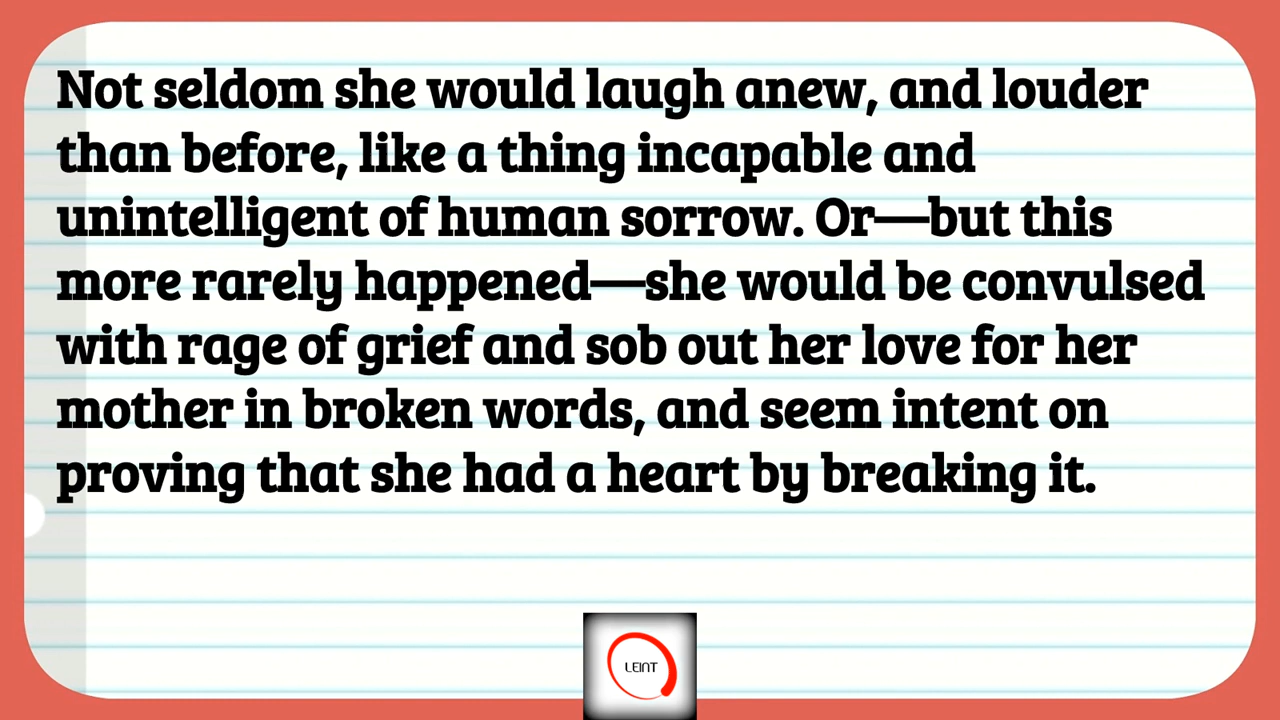 Not seldom she would laugh anew, and louder
than before, like a thing incapable and
unintelligent of human sorrow. Or—but this
more rarely happened—she would be convulsed
with rage of grief and sob out her love for her
mother in broken words, and seem intent on
proving that she had a heart by breaking it.
LEINT